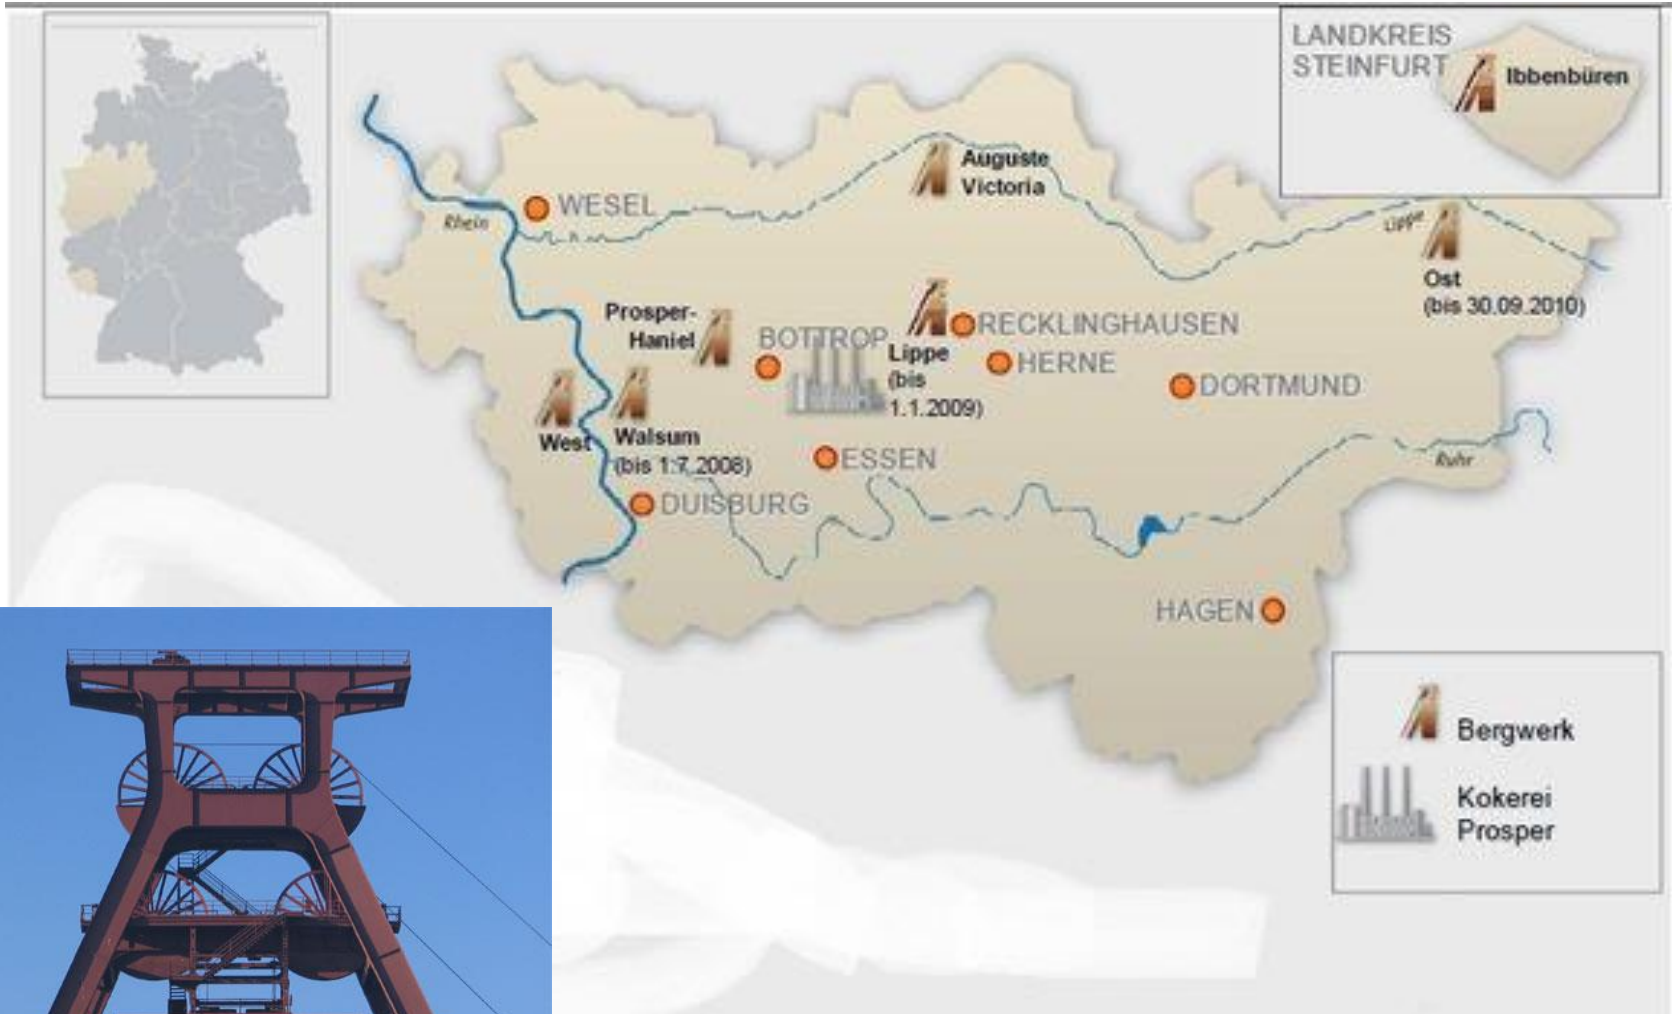 LANDKREIS
STEINFURT
Ibbenbüren
Auguste
Victoria
WESEL
Rhein
Lippe
Ost
(bis 30.09.2010)
Prosper-
Haniel
BOTTROP
RECKLINGHAUSEN
Lippe
(bis
1.1.2009)
HERNE
DORTMUND
West
Walsum
(bis 1.7.2008)
ESSEN
Ruhr
DUISBURG
HAGEN
Bergwerk
Kokerei
Prosper